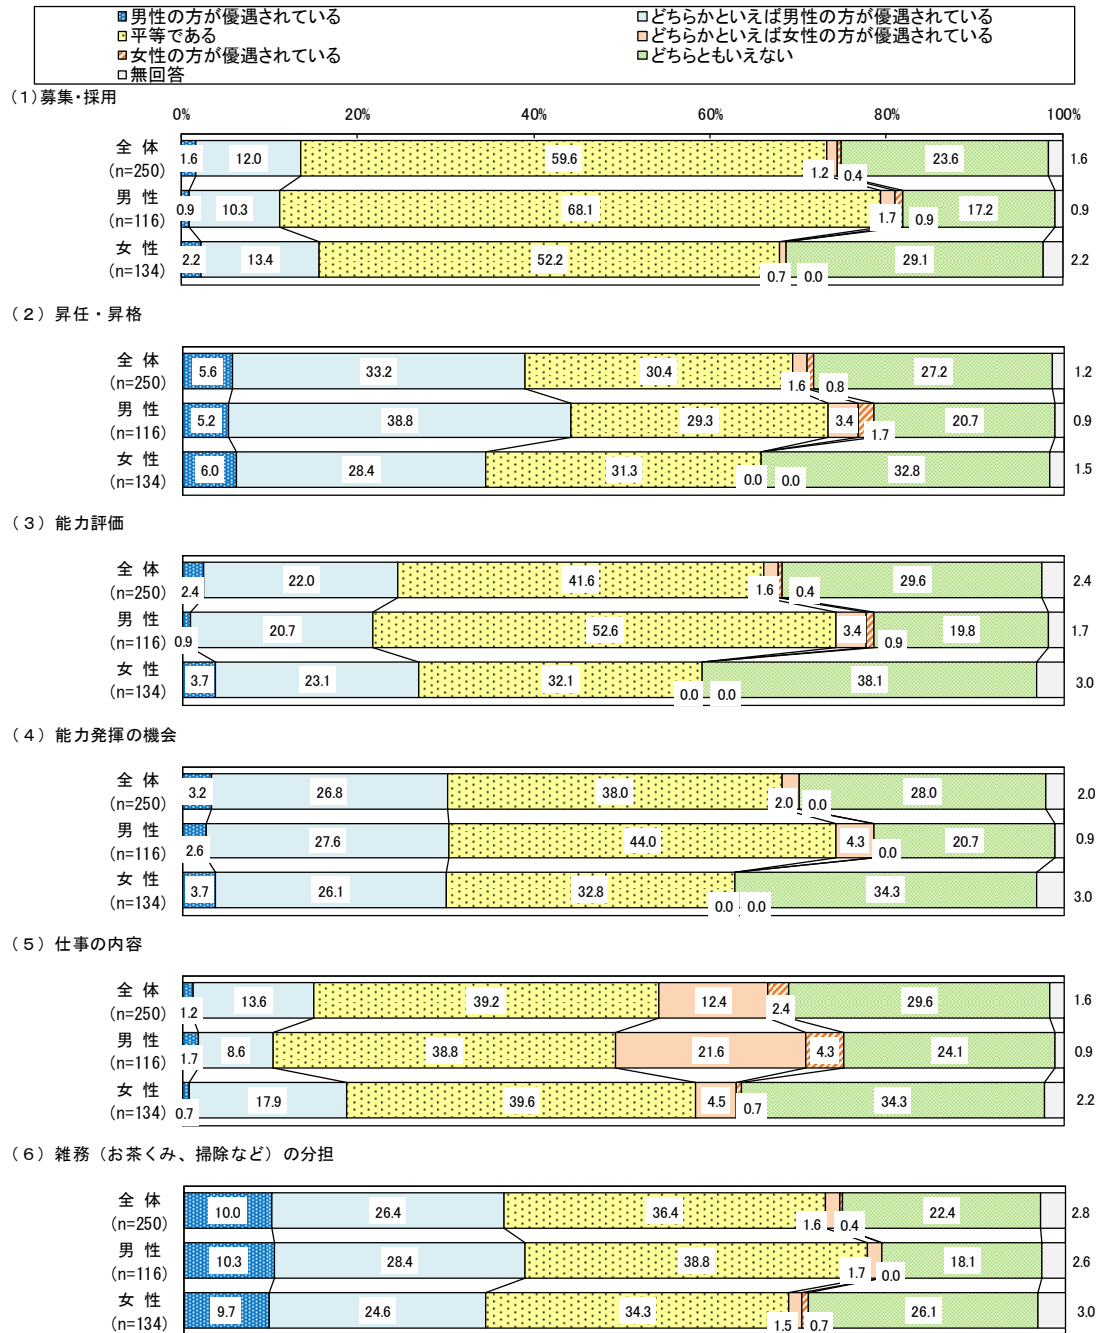 男性の方が優遇されている どちらかといえば男性の方が優遇されている
平等である どちらかといえば女性の方が優遇されている
女性の方が優遇されている どちらともいえない
無回答
(1)募集・採用
0% 20% 40% 60% 80% 100%
全 体
(n=250)
1.6 12.0 59.6 1.2 0.4 23.6 1.6
男 性
(n=116)
0.9 10.3 68.1 1.7 0.9 17.2 0.9
女 性
(n=134)
2.2 13.4 52.2 0.7 0.0 29.1 2.2
(２)昇任・昇格
全 体
(n=250)
5.6 33.2 30.4 1.6 0.8 27.2 1.2
男 性
(n=116)
5.2 38.8 29.3 3.4 1.7 20.7 0.9
女 性
(n=134)
6.0 28.4 31.3 0.0 0.0 32.8 1.5
(３)能力評価
全 体
(n=250)
2.4 22.0 41.6 1.6 0.4 29.6 2.4
男 性
(n=116)
0.9 20.7 52.6 3.4 0.9 19.8 1.7
女 性
(n=134)
3.7 23.1 32.1 0.0 0.0 38.1 3.0
(４)能力発揮の機会
全 体
(n=250)
3.2 26.8 38.0 2.0 0.0 28.0 2.0
男 性
(n=116)
2.6 27.6 44.0 4.3 0.0 20.7 0.9
女 性
(n=134)
3.7 26.1 32.8 0.0 0.0 34.3 3.0
(５)仕事の内容
全 体
(n=250)
1.2 13.6 39.2 12.4 2.4 29.6 1.6
男 性
(n=116)
1.7 8.6 38.8 21.6 4.3 24.1 0.9
女 性
(n=134)
0.7 17.9 39.6 4.5 0.7 34.3 2.2
(６)雑務（お茶くみ、掃除など）の分担
全 体
(n=250)
10.0 26.4 36.4 1.6 0.4 22.4 2.8
男 性
(n=116)
10.3 28.4 38.8 1.7 0.0 18.1 2.6
女 性
(n=134)
9.7 24.6 34.3 1.5 0.7 26.1 3.0